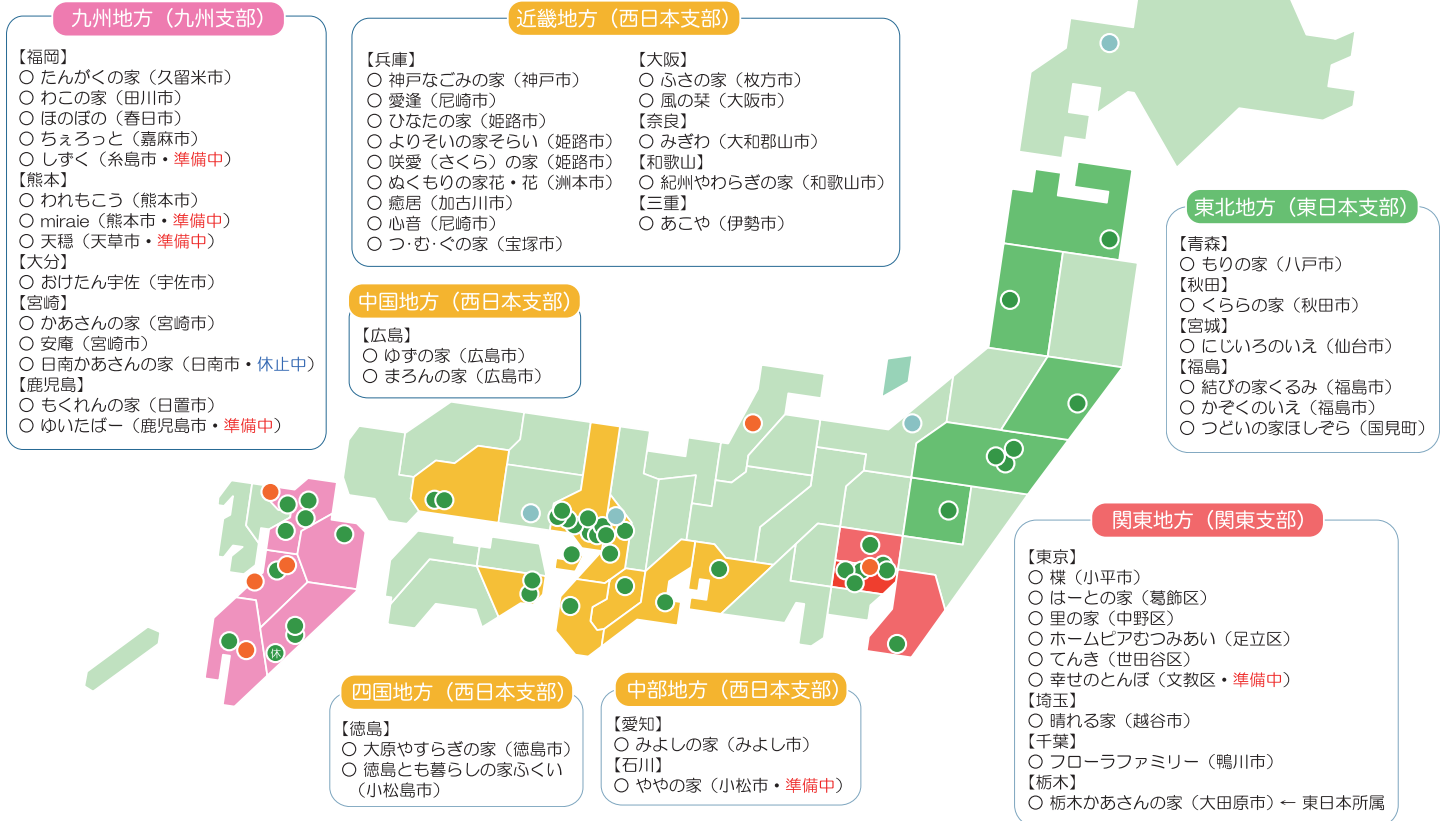 九州地方（九州支部）
【福岡】
〇 たんがくの家（久留米市）
〇 わこの家（田川市）
〇 ほのぼの（春日市）
〇 ちぇろっと（嘉麻市）
〇 しずく（糸島市・準備中）
【熊本】
〇 われもこう（熊本市）
〇 miraie（熊本市・準備中）
〇 天穏（天草市・準備中）
【大分】
〇 おけたん宇佐（宇佐市）
【宮崎】
〇 かあさんの家（宮崎市）
〇 安庵（宮崎市）
〇 日南かあさんの家（日南市・休止中）
【鹿児島】
〇 もくれんの家（日置市）
〇 ゆいたばー（鹿児島市・準備中）
近畿地方（西日本支部）
【兵庫】
〇 神戸なごみの家（神戸市）
〇 愛逢（尼崎市）
〇 ひなたの家（姫路市）
〇 よりそいの家そらい（姫路市）
〇 咲愛（さくら）の家（姫路市）
〇 ぬくもりの家花・花（洲本市）
〇 癒居（加古川市）
〇 心音（尼崎市）
〇 つ・む・ぐの家（宝塚市）
【大阪】
〇 ふさの家（枚方市）
〇 風の栞（大阪市）
【奈良】
〇 みぎわ（大和郡山市）
【和歌山】
〇 紀州やわらぎの家（和歌山市）
【三重】
〇 あこや（伊勢市）
中国地方（西日本支部）
【広島】
〇 ゆずの家（広島市）
〇 まろんの家（広島市）
東北地方（東日本支部）
【青森】
〇 もりの家（八戸市）
【秋田】
〇 くららの家（秋田市）
【宮城】
〇 にじいろのいえ（仙台市）
【福島】
〇 結びの家くるみ（福島市）
〇 かぞくのいえ（福島市）
〇 つどいの家ほしぞら（国見町）
関東地方（関東支部）
【東京】
〇 楪（小平市）
〇 はーとの家（葛飾区）
〇 里の家（中野区）
〇 ホームピアむつみあい（足立区）
〇 てんき（世田谷区）
〇 幸せのとんぼ（文教区・準備中）
【埼玉】
〇 晴れる家（越谷市）
【千葉】
〇 フローラファミリー（鴨川市）
【栃木】
〇 栃木かあさんの家（大田原市）← 東日本所属
休
四国地方（西日本支部）
【徳島】
〇 大原やすらぎの家（徳島市）
〇 徳島とも暮らしの家ふくい
（小松島市）
中部地方（西日本支部）
【愛知】
〇 みよしの家（みよし市）
【石川】
〇 ややの家（小松市・準備中）